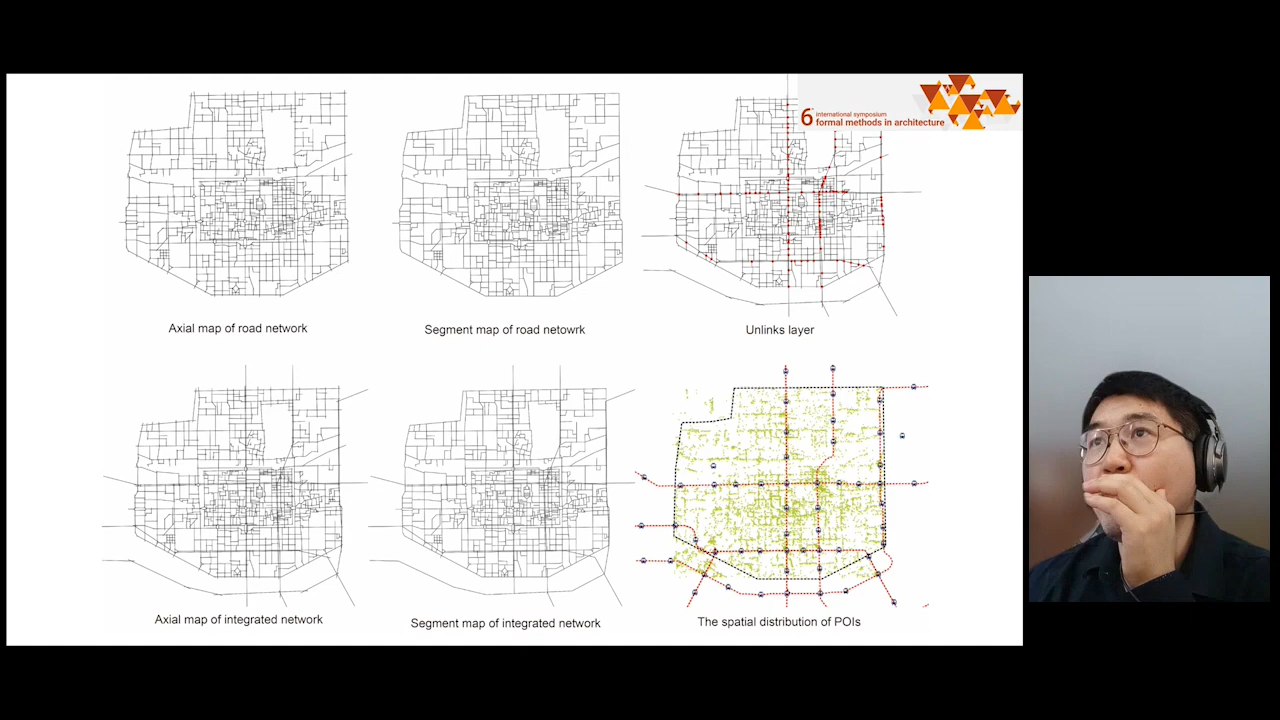 6°
international symposium
formal methods in architecture
Axial map of road network
Segment map of road netowrk
Unlinks layer
Axial map of integrated network
Segment map of integrated network
The spatial distribution of POIs